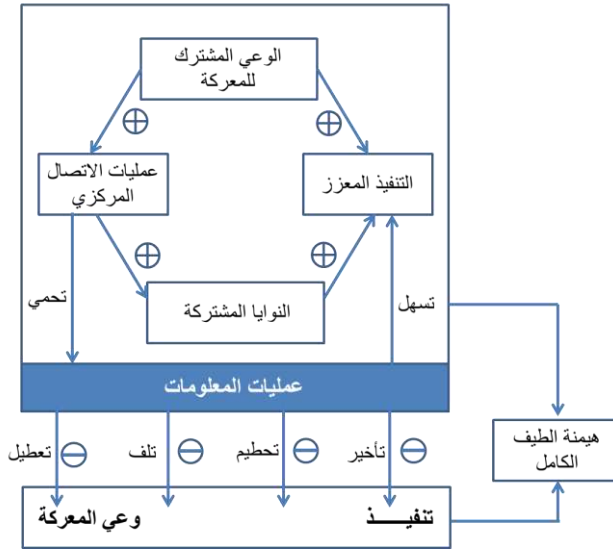 الوعي المشترك
للمعركة
عمليات الاتصال
المركزي
التنفيذ المعزز
النوايا المشتركة
تحمي
تسهل
عمليات المعلومات
هيمنة الطيف
الكامل
تأخير
تحطيم
تلف
تعطيل
تنفيـــــذ
وعي المعركة